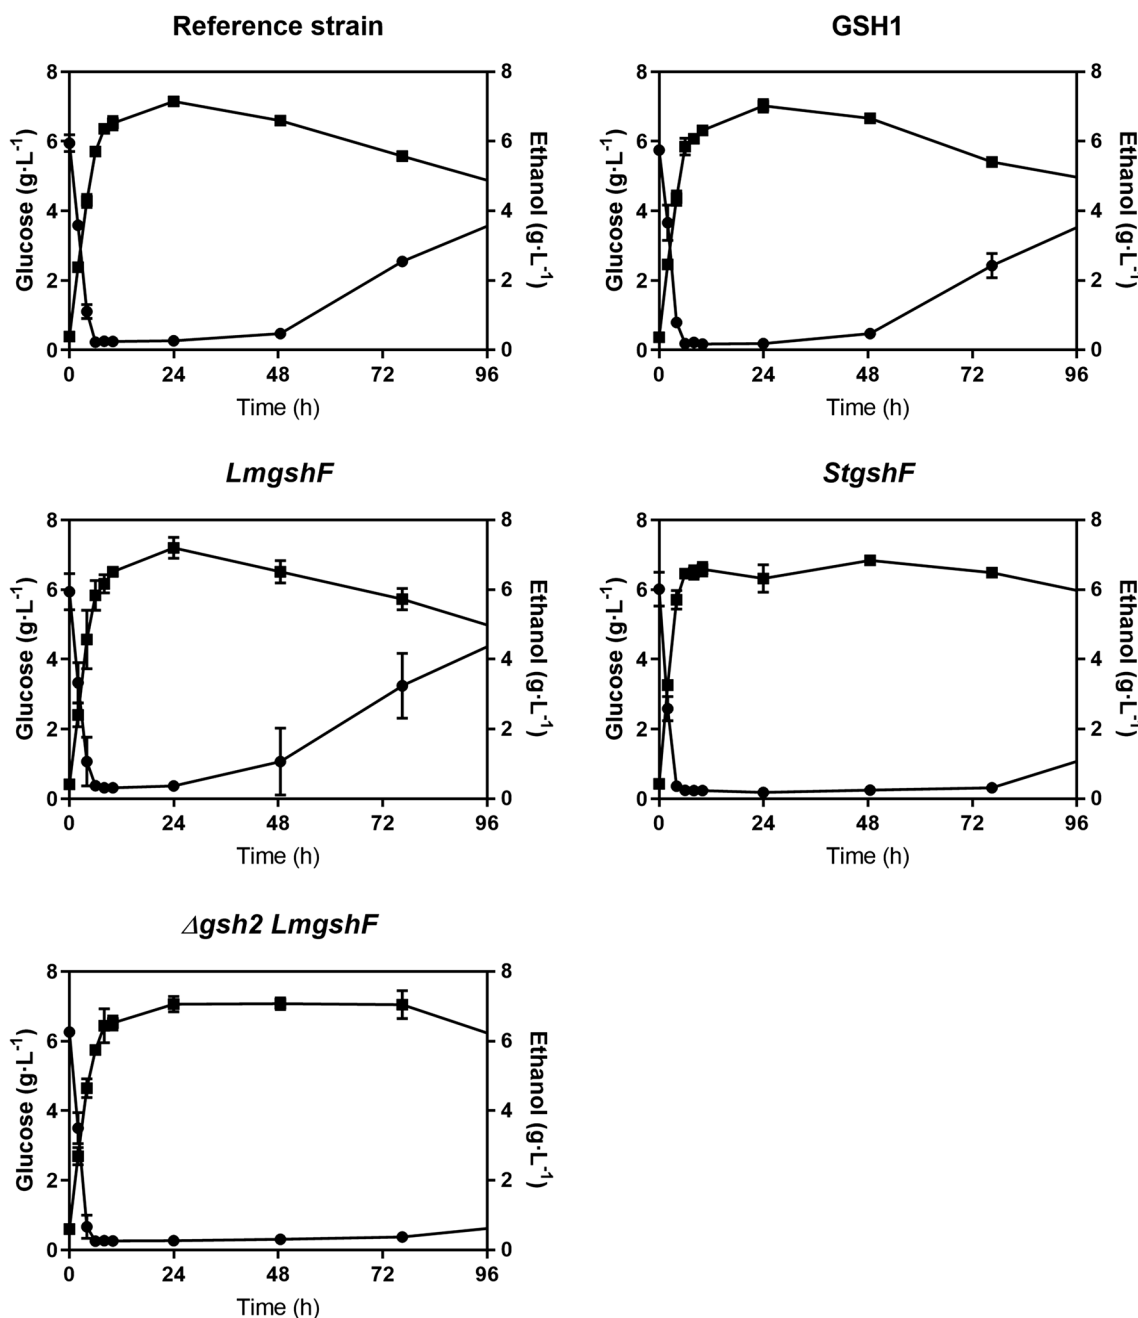 Reference strain
8
6
4
2
0
Glucose (g·L⁻¹)
8
6
4
2
0
Ethanol (g·L⁻¹)
0 24 48 72 96
Time (h)
GSH1
8
6
4
2
0
Glucose (g·L⁻¹)
8
6
4
2
0
Ethanol (g·L⁻¹)
0 24 48 72 96
Time (h)
LmgshF
8
6
4
2
0
Glucose (g·L⁻¹)
8
6
4
2
0
Ethanol (g·L⁻¹)
0 24 48 72 96
Time (h)
StgshF
8
6
4
2
0
Glucose (g·L⁻¹)
8
6
4
2
0
Ethanol (g·L⁻¹)
0 24 48 72 96
Time (h)
Δgsh2 LmgshF
8
6
4
2
0
Glucose (g·L⁻¹)
8
6
4
2
0
Ethanol (g·L⁻¹)
0 24 48 72 96
Time (h)